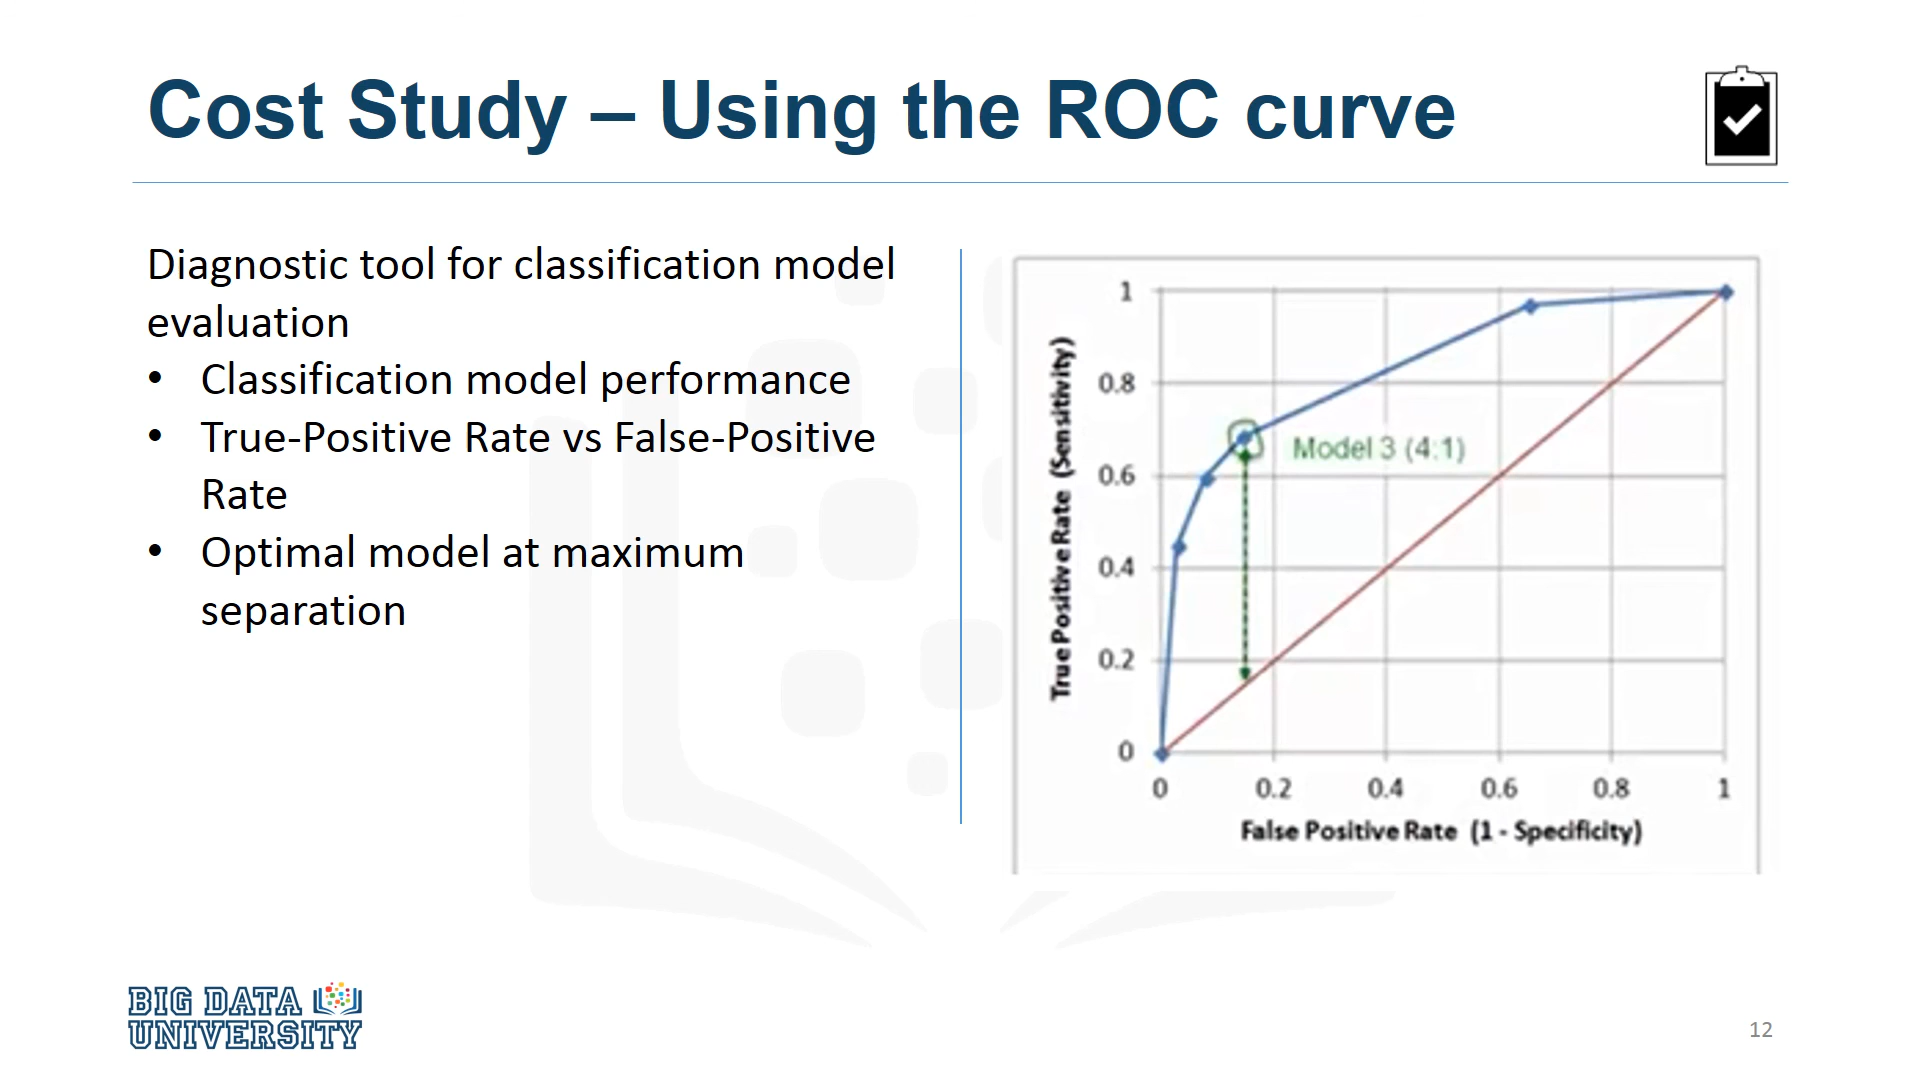 Cost Study – Using the ROC curve
Diagnostic tool for classification model
evaluation
• Classification model performance
• True-Positive Rate vs False-Positive
Rate
• Optimal model at maximum
separation
True Positive Rate (Sensitivity)
1
0.8
0.6
0.4
0.2
0
Model 3 (4:1)
0 0.2 0.4 0.6 0.8 1
False Positive Rate (1 - Specificity)
BIG DATA
UNIVERSITY
12